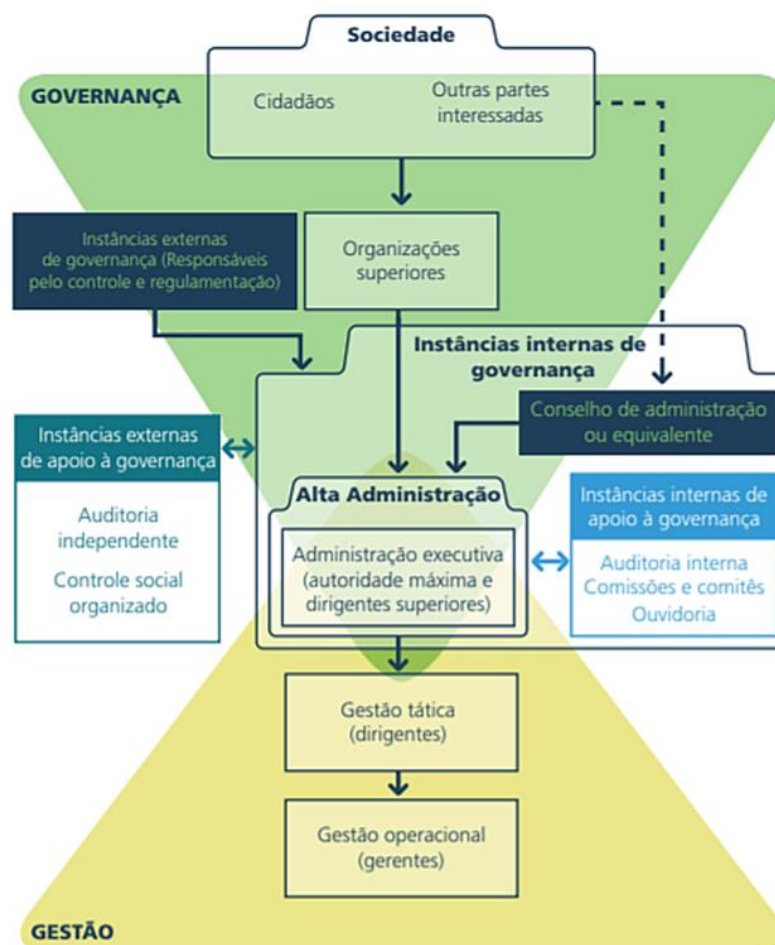 Sociedade
GOVERNANÇA
Cidadãos
Outras partes
interessadas
Instâncias externas
de governança (Responsáveis
pelo controle e regulamentação)
Organizações
superiores
Instâncias internas de
governança
Conselho de administração
ou equivalente
Instâncias externas
de apoio à governança
Auditoria
independente
Controle social
organizado
Alta Administração
Administração executiva
(autoridade máxima e
dirigentes superiores)
Instâncias internas de
apoio à governança
Auditoria interna
Comissões e comitês
Ouvidoria
Gestão tática
(dirigentes)
Gestão operacional
(gerentes)
GESTÃO